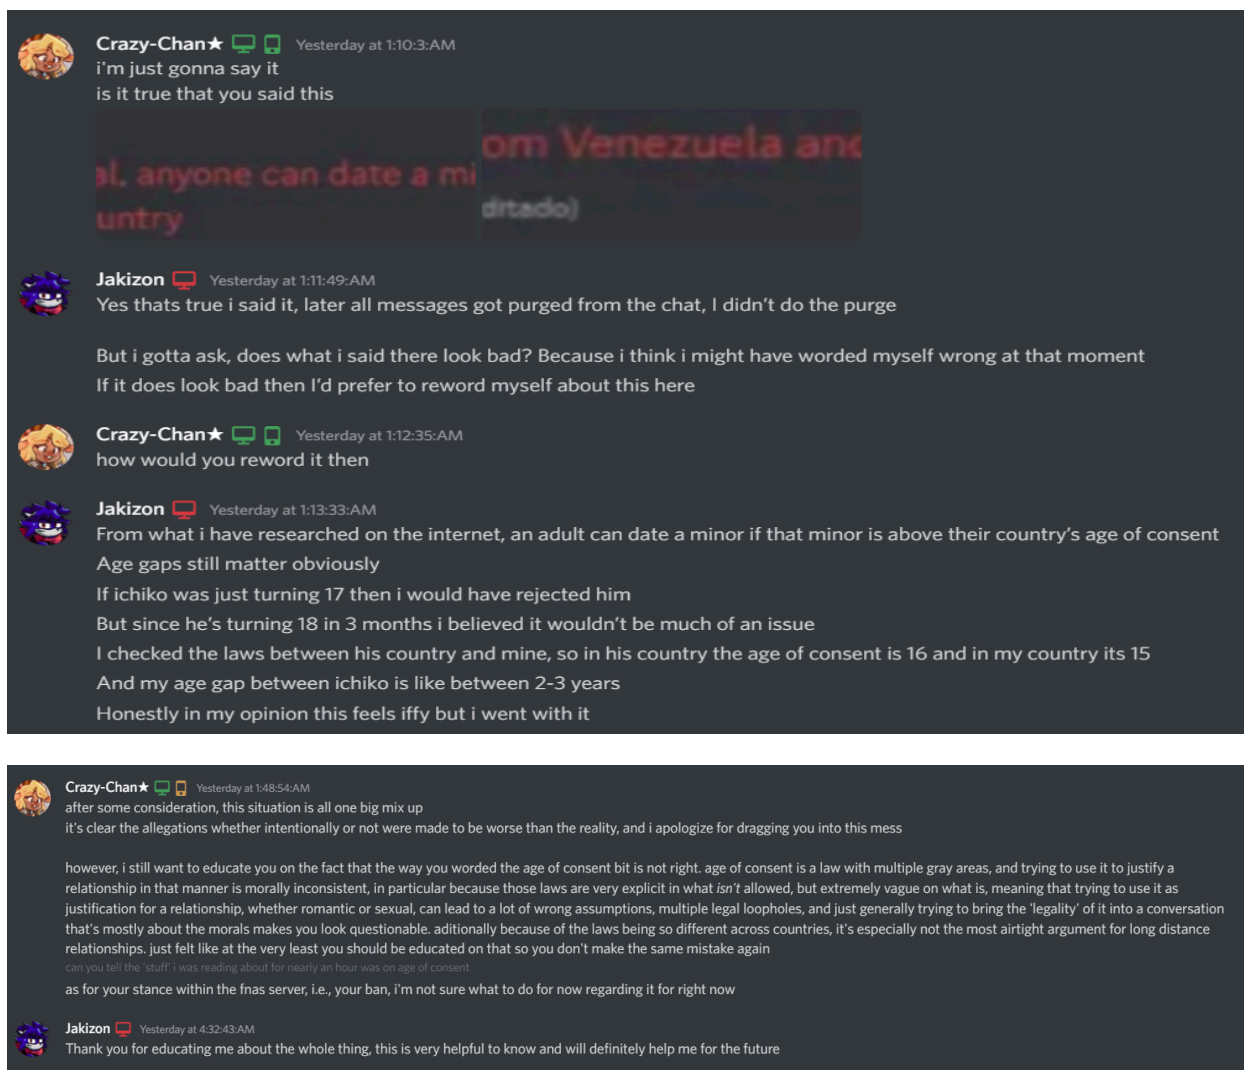 Crazy-Chan★ Yesterday at 1:10:3:AM
i'm just gonna say it
is it true that you said this
om Venezuela and
al, anyone can date a mi
ditado)
untry
Jakizon Yesterday at 1:11:49:AM
Yes thats true i said it, later all messages got purged from the chat, I didn't do the purge
But i gotta ask, does what i said there look bad? Because i think i might have worded myself wrong at that moment
If it does look bad then I'd prefer to reword myself about this here
Crazy-Chan★ Yesterday at 1:12:35:AM
how would you reword it then
Jakizon Yesterday at 1:13:33:AM
From what i have researched on the internet, an adult can date a minor if that minor is above their country's age of consent
Age gaps still matter obviously
If ichiko was just turning 17 then i would have rejected him
But since he's turning 18 in 3 months i believed it wouldn't be much of an issue
I checked the laws between his country and mine, so in his country the age of consent is 16 and in my country its 15
And my age gap between ichiko is like between 2-3 years
Honestly in my opinion this feels iffy but i went with it
Crazy-Chan★ Yesterday at 1:48:54:AM
after some consideration, this situation is all one big mix up
it's clear the allegations whether intentionally or not were made to be worse than the reality, and i apologize for dragging you into this mess
however, i still want to educate you on the fact that the way you worded the age of consent bit is not right. age of consent is a law with multiple gray areas, and trying to use it to justify a
relationship in that manner is morally inconsistent, in particular because those laws are very explicit in what isn't allowed, but extremely vague on what is, meaning that trying to use it as
justification for a relationship, whether romantic or sexual, can lead to a lot of wrong assumptions, multiple legal loopholes, and just generally trying to bring the 'legality' of it into a conversation
that's mostly about the morals makes you look questionable. aditionally because of the laws being so different across countries, it's especially not the most airtight argument for long distance
relationships. just felt like at the very least you should be educated on that so you don't make the same mistake again
can you tell the 'stuff' i was reading about for nearly an hour was on age of consent
as for your stance within the fnas server, i.e., your ban, i'm not sure what to do for now regarding it for right now
Jakizon Yesterday at 4:32:43:AM
Thank you for educating me about the whole thing, this is very helpful to know and will definitely help me for the future